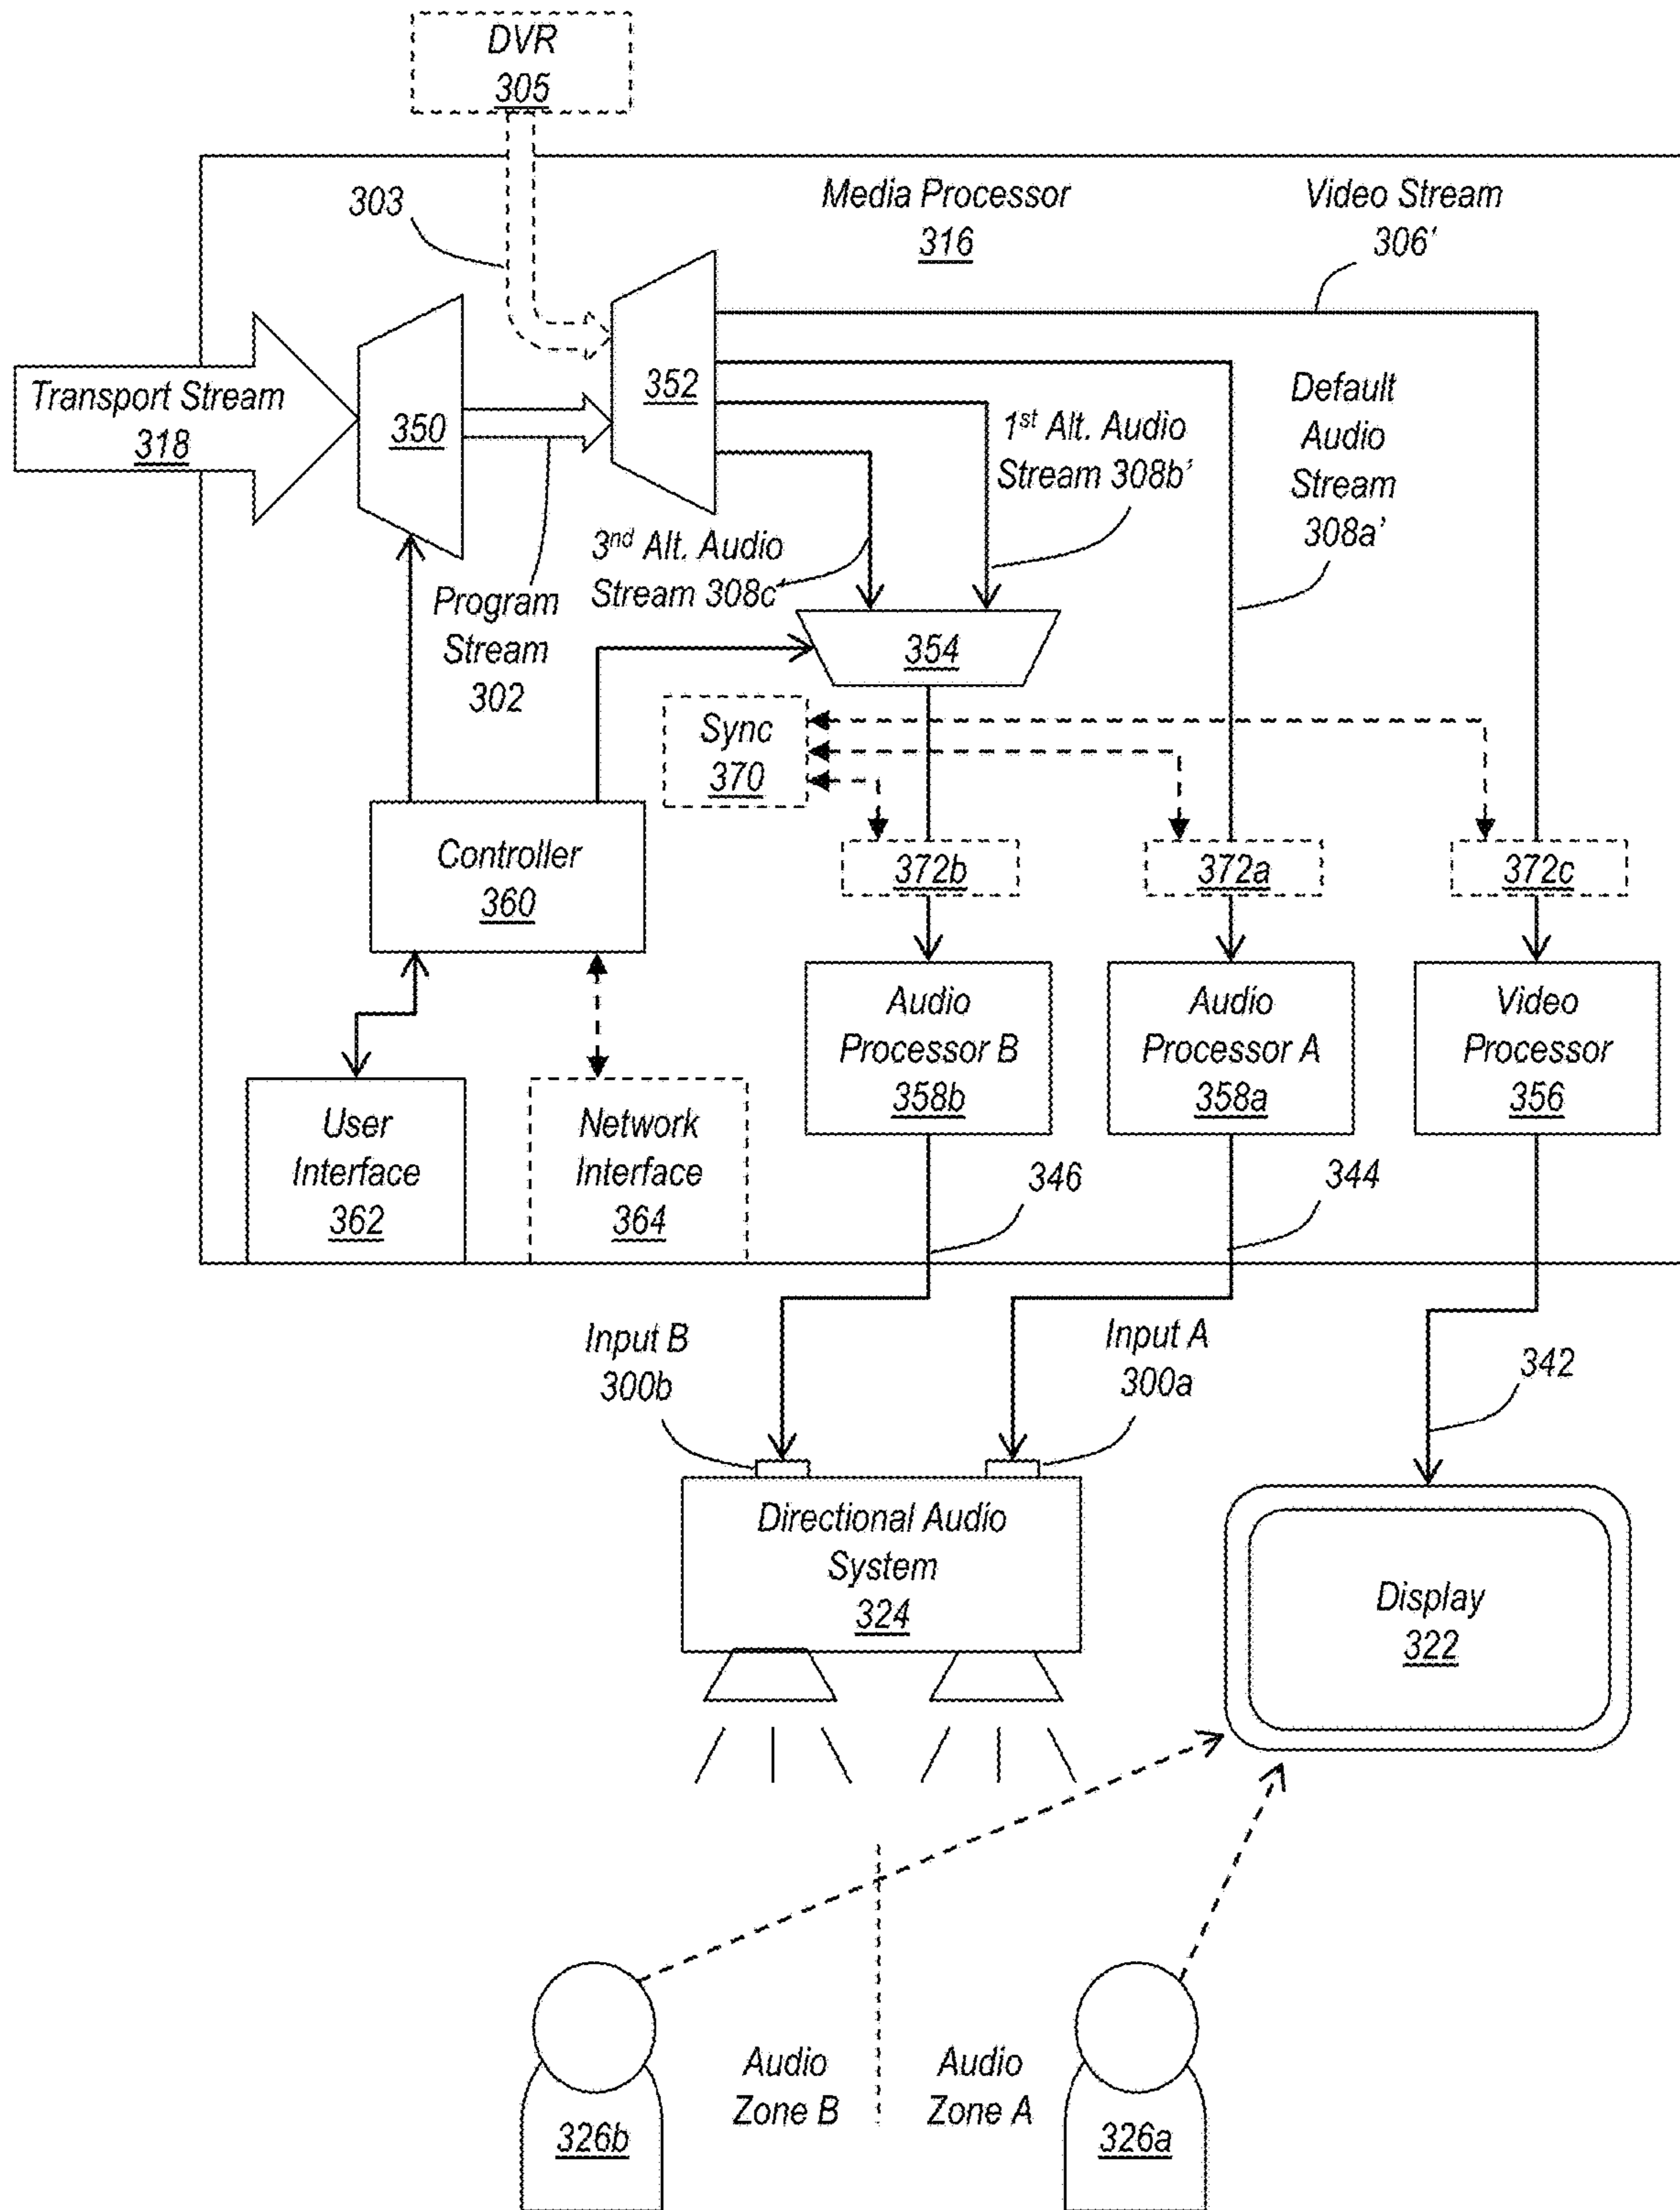 DVR
305
303
Media Processor
316
Video Stream
306'
Transport Stream
318
350
352
1st Alt. Audio
Stream 308b'
Default
Audio
Stream
308a'
3nd Alt. Audio
Stream 308c'
Program
Stream
302
354
Sync
370
Controller
360
372b
372a
372c
Audio
Processor B
358b
Audio
Processor A
358a
Video
Processor
356
User
Interface
362
Network
Interface
364
346
344
Input B
300b
Input A
300a
342
Directional Audio
System
324
Display
322
Audio
Zone B
Audio
Zone A
326b
326a